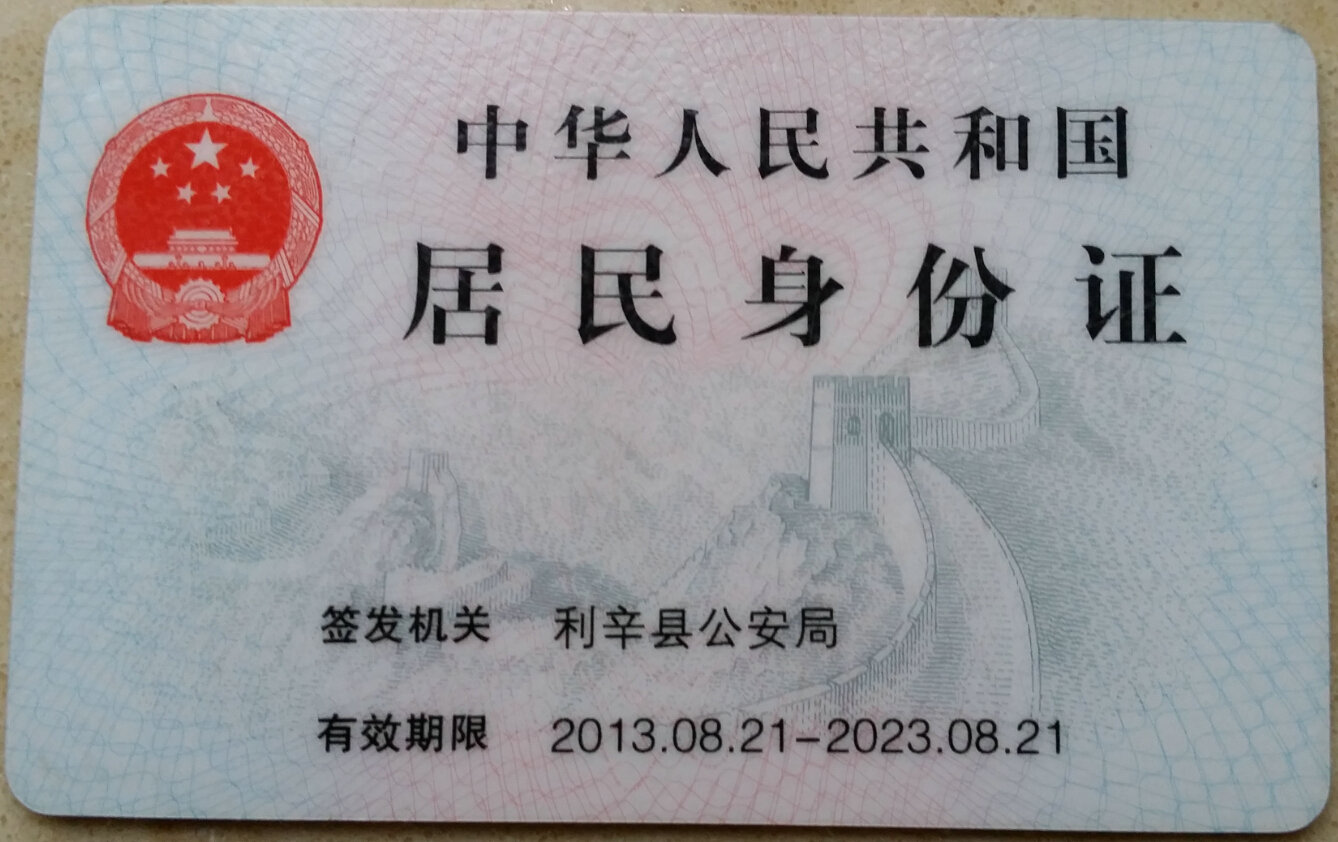 中华人民共和国
居民身份证
签发机关 利辛县公安局
有效期限 2013.08.21-2023.08.21